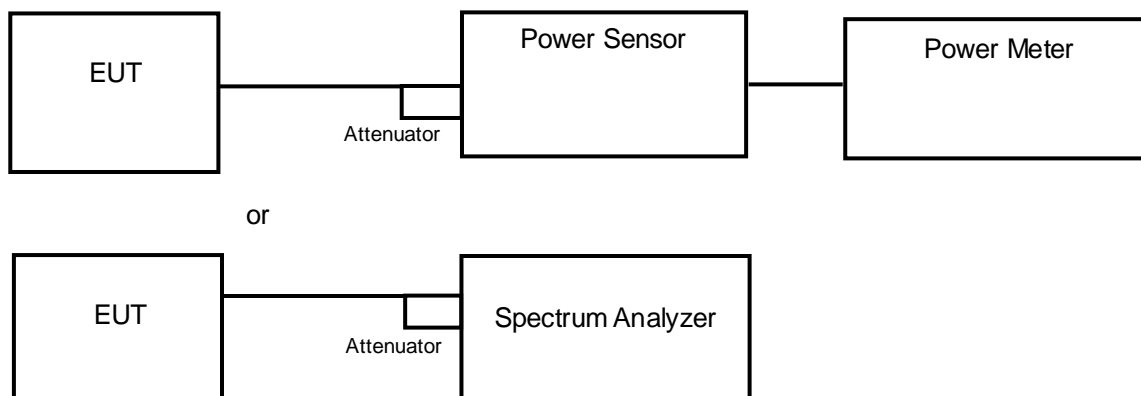 EUT
Power Sensor
Power Meter
Attenuator
or
EUT
Spectrum Analyzer
Attenuator